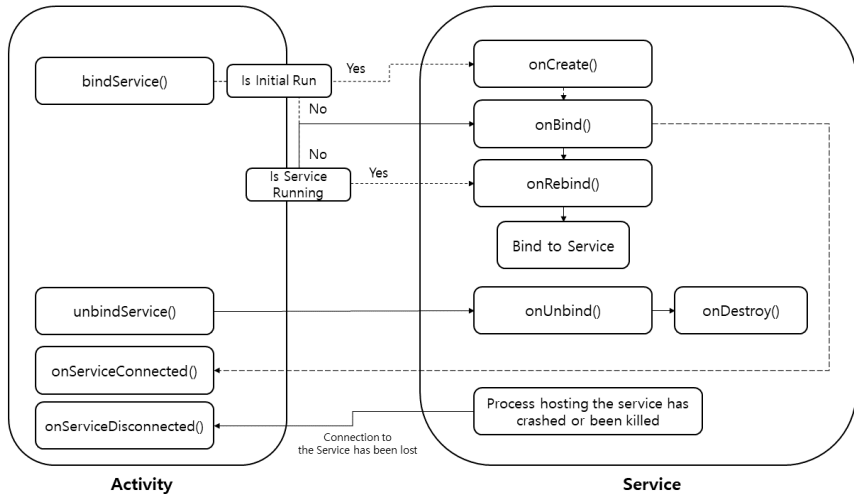 bindService()
Is Initial Run
Yes
onCreate()
No
onBind()
No
Is Service
Running
Yes
onRebind()
Bind to Service
unbindService()
onUnbind()
onDestroy()
onServiceConnected()
onServiceDisconnected()
Process hosting the service has
crashed or been killed
Connection to
the Service has been lost
Activity
Service